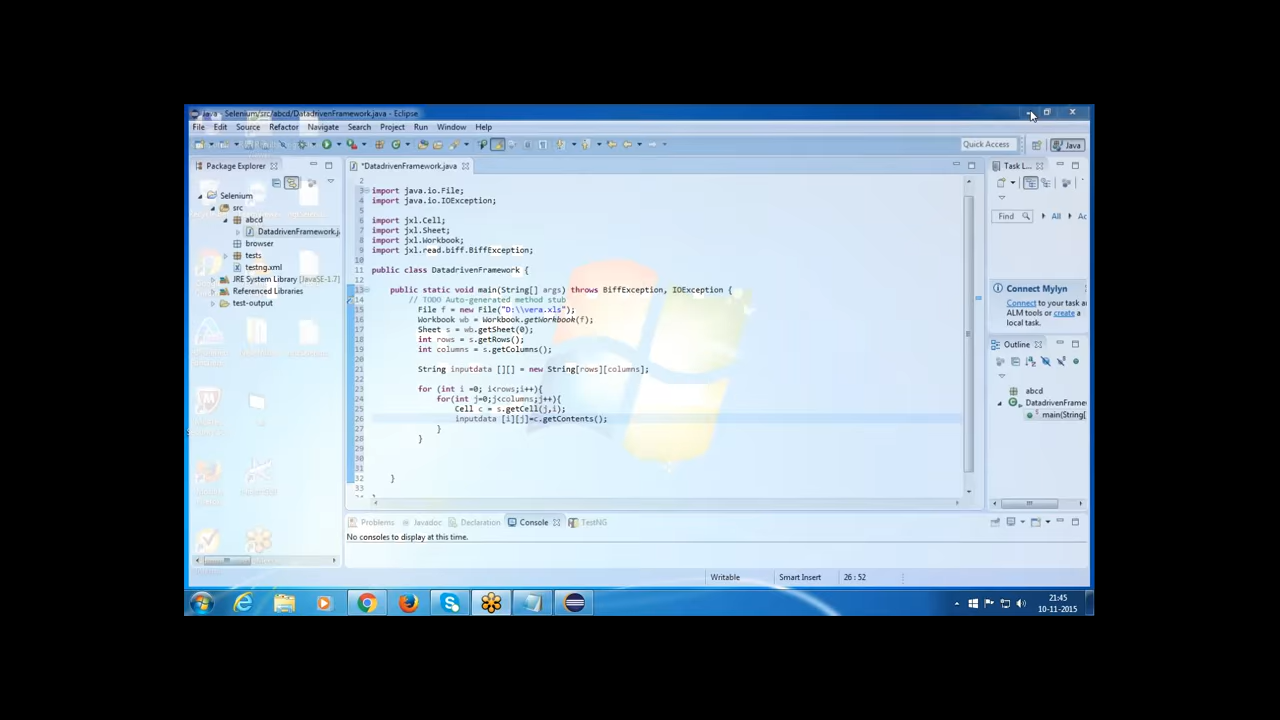 Java - Selenium/src/abcd/DatadrivenFramework.java - Eclipse
File Edit Source Refactor Navigate Search Project Run Window Help
Quick Access
Java
Package Explorer
*DatadrivenFramework.java
Task L...
Selenium
src
abcd
DatadrivenFramework.j
browser
tests
testng.xml
JRE System Library [JavaSE-1.7]
Referenced Libraries
test-output
2
3 import java.io.File;
4 import java.io.IOException;
5
6 import jxl.Cell;
7 import jxl.Sheet;
8 import jxl.Workbook;
9 import jxl.read.biff.BiffException;
10
11 public class DatadrivenFramework {
12
13 public static void main(String[] args) throws BiffException, IOException {
14 // TODO Auto-generated method stub
15 File f = new File("D:\\vera.xls");
16 Workbook wb = Workbook.getWorkbook(f);
17 Sheet s = wb.getSheet(0);
18 int rows = s.getRows();
19 int columns = s.getColumns();
20
21 String inputdata [][] = new String[rows][columns];
22
23 for (int i =0; i<rows;i++){
24 for(int j=0;j<columns;j++){
25 Cell c = s.getCell(j,i);
26 inputdata [i][j]=c.getContents();
27 }
28 }
29
30
31
32 }
33
Find All Ac
Connect Mylyn
Connect to your task a
ALM tools or create a
local task.
Outline
abcd
DatadrivenFrame
main(String[
Problems Javadoc Declaration Console TestNG
No consoles to display at this time.
Writable Smart Insert 26 : 52
21:45
10-11-2015